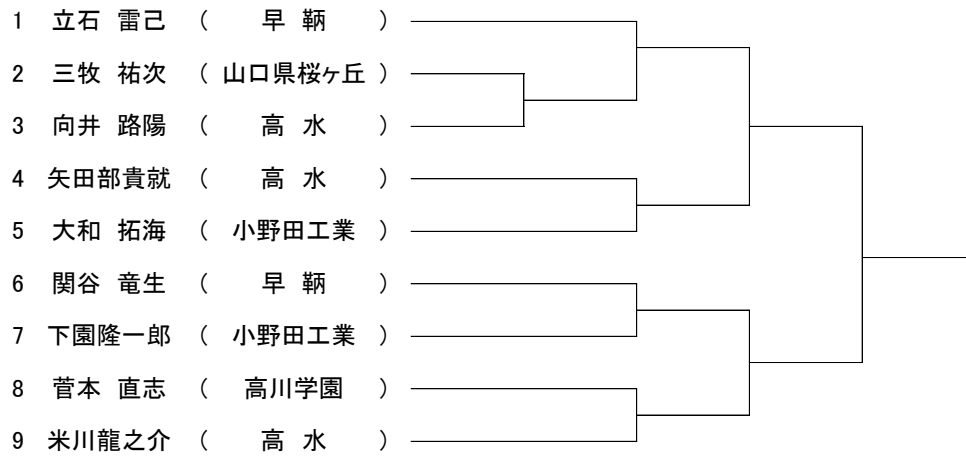 1 立石 雷己 ( 早 鞆 )
2 三牧 祐次 ( 山口県桜ヶ丘 )
3 向井 路陽 ( 高 水 )
4 矢田部貴就 ( 高 水 )
5 大和 拓海 ( 小野田工業 )
6 関谷 竜生 ( 早 鞆 )
7 下園隆一郎 ( 小野田工業 )
8 菅本 直志 ( 高川学園 )
9 米川龍之介 ( 高 水 )